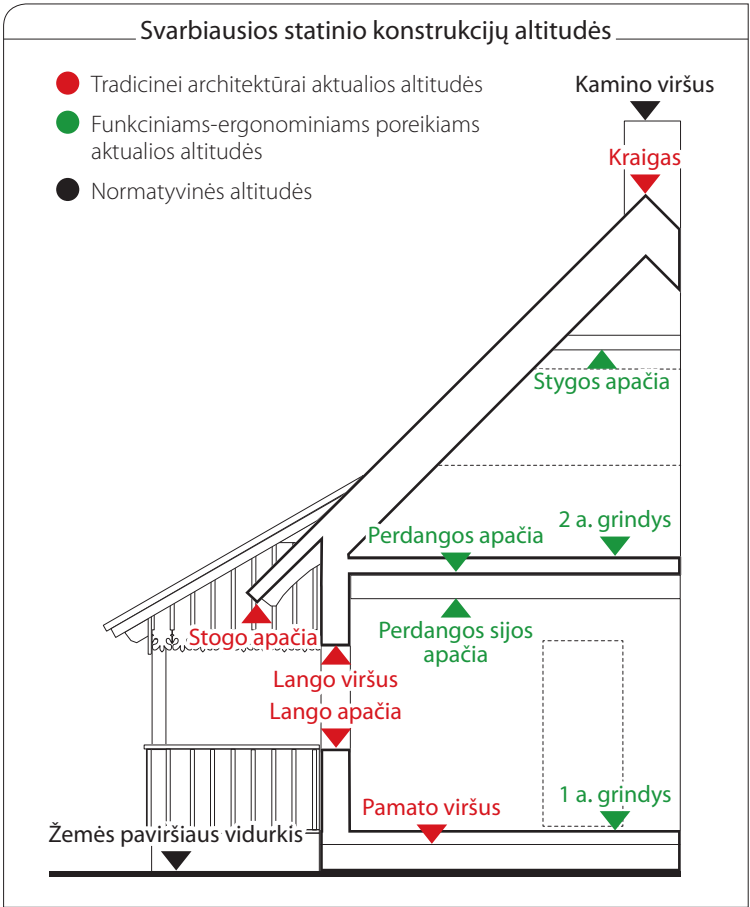 Svarbiausios statinio konstrukcijų altitudės
Tradicinei architektūrai aktualios altitudės
Funkciniams-ergonominiams poreikiams
aktualios altitudės
Normatyvinės altitudės
Kamino viršus
Kraigas
Stygos apačia
2 a. grindys
Perdangos apačia
Perdangos sijos
apačia
Stogo apačia
Lango viršus
Lango apačia
Pamato viršus
1 a. grindys
Žemės paviršiaus vidurkis